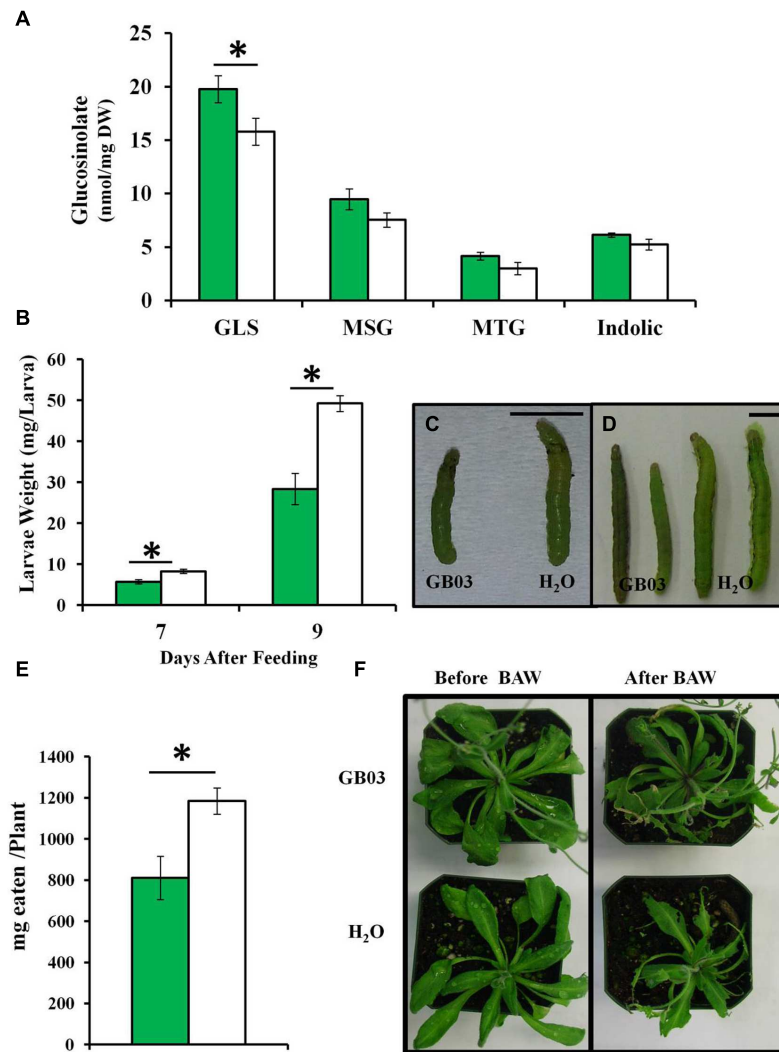 A
Glucosinolate
(nmol/mg DW)
25
20
15
10
5
0
*
GLS MSG MTG Indolic
B
Larvae Weight (mg/Larva)
60
50
40
30
20
10
0
*
*
7 9
Days After Feeding
C
GB03 H₂O
D
GB03 H₂O
E
mg eaten /Plant
1400
1200
1000
800
600
400
200
0
*
F
Before BAW After BAW
GB03
H₂O